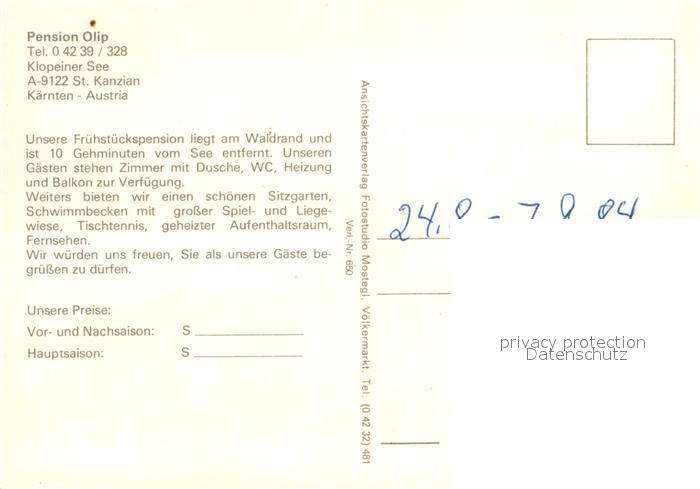 Pension Olip
Tel. 0 42 39 / 328
Klopeiner See
A-9122 St. Kanzian
Kärnten - Austria
Unsere Frühstückspension liegt am Waldrand und
ist 10 Gehminuten vom See entfernt. Unseren
Gästen stehen Zimmer mit Dusche, WC, Heizung
und Balkon zur Verfügung.
Weiters bieten wir einen schönen Sitzgarten,
Schwimmbecken mit großer Spiel- und Liege-
wiese, Tischtennis, geheizter Aufenthaltsraum,
Fernsehen.
Wir würden uns freuen, Sie als unsere Gäste be-
grüßen zu dürfen.
Unsere Preise:
Vor- und Nachsaison: S
Hauptsaison: S
Ansichtskartenverlag Fotostudio Mostegl, Völkermarkt. Tel. (0 42 32) 481
Verl.-Nr. 650
privacy protection
Datenschutz